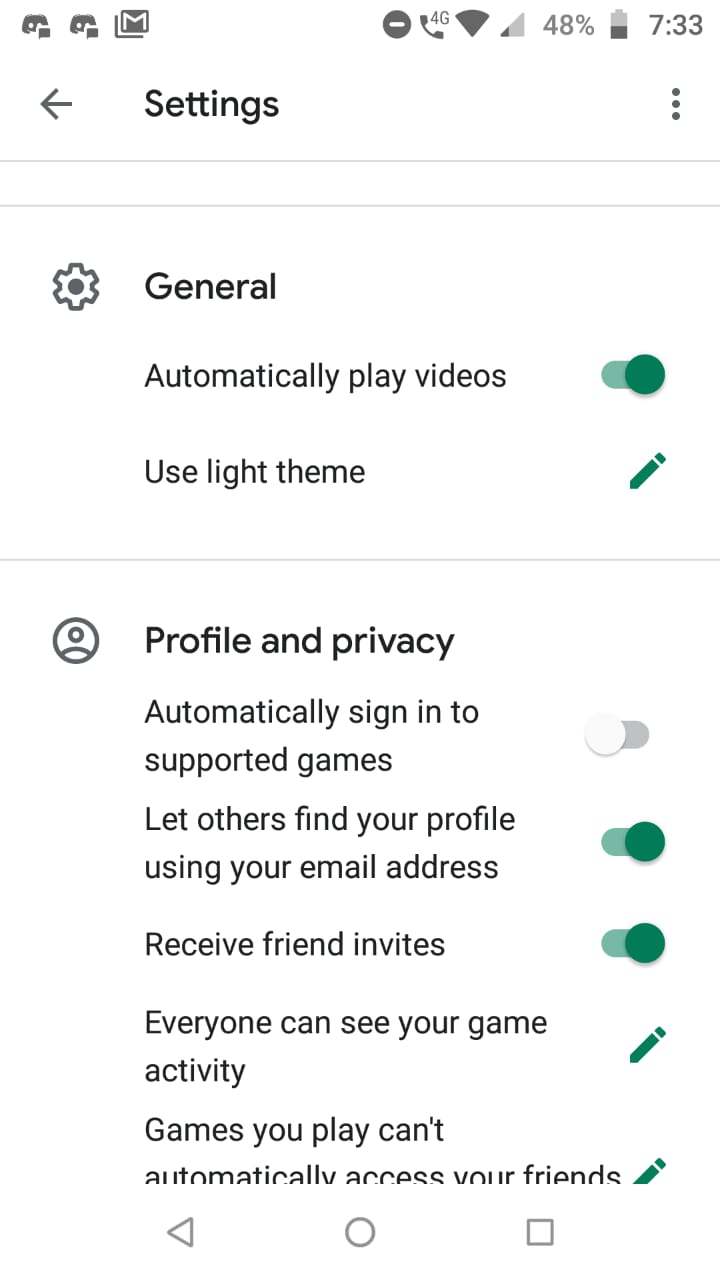 4G 48% 7:33
Settings
General
Automatically play videos
Use light theme
Profile and privacy
Automatically sign in to
supported games
Let others find your profile
using your email address
Receive friend invites
Everyone can see your game
activity
Games you play can't
automatically access your friends